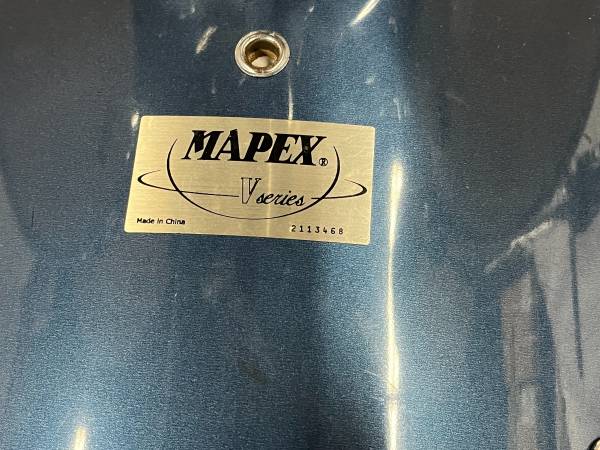 MAPEX®
V series
Made in China
2113468